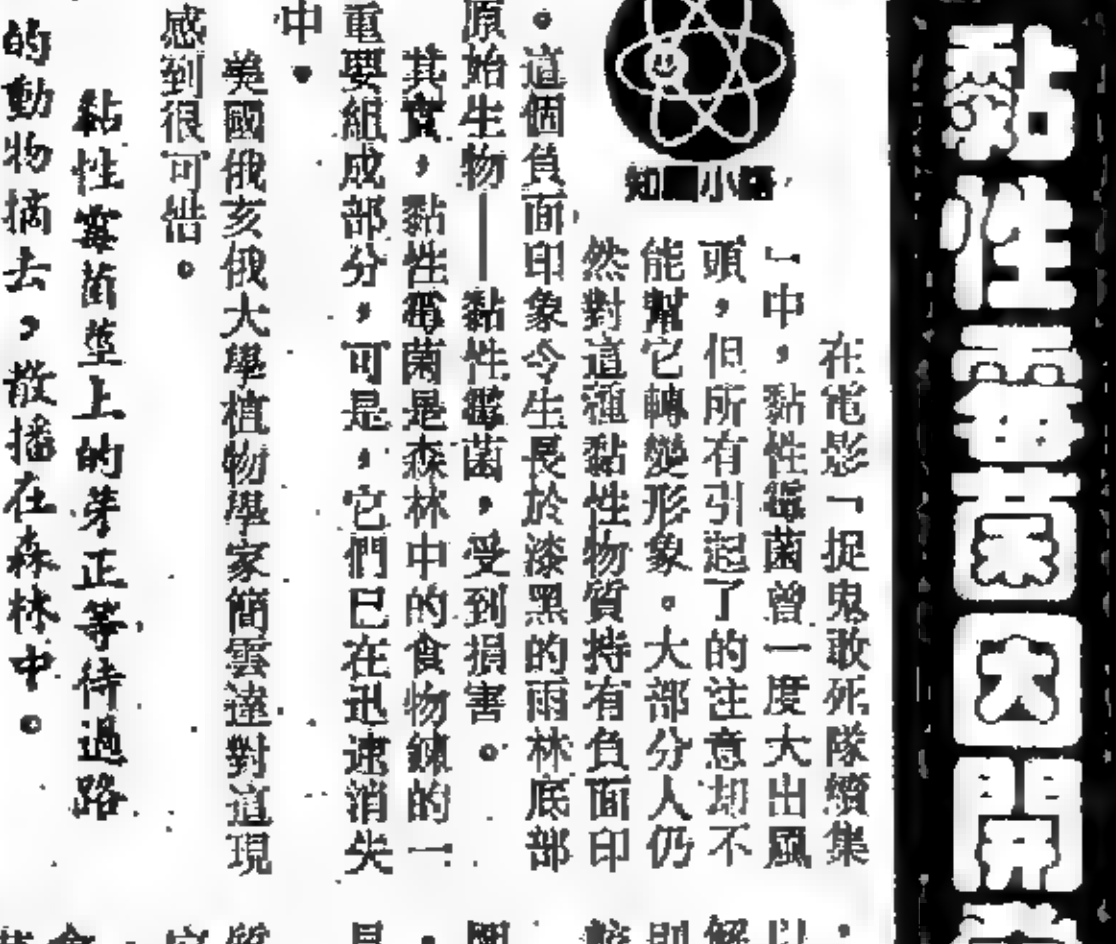 黏性霉菌大開
知識小語
在電影「捉鬼敢死隊續集
」中，黏性霉菌曾一度大出風
頭，但所有引起了的注意却不
能幫它轉變形象。大部分人仍
然對這種黏性物質持有負面印
。這個負面印象令生長於漆黑的雨林底部
原始生物——黏性霉菌，受到損害。
其實，黏性霉菌是森林中的食物鍊的一
重要組成部分，可是，它們已在迅速消失
中。
美國俄亥俄大學植物學家簡雲達對這現
感到很可惜。
黏性霉菌莖上的芽正等待過路
的動物摘去，散播在森林中。